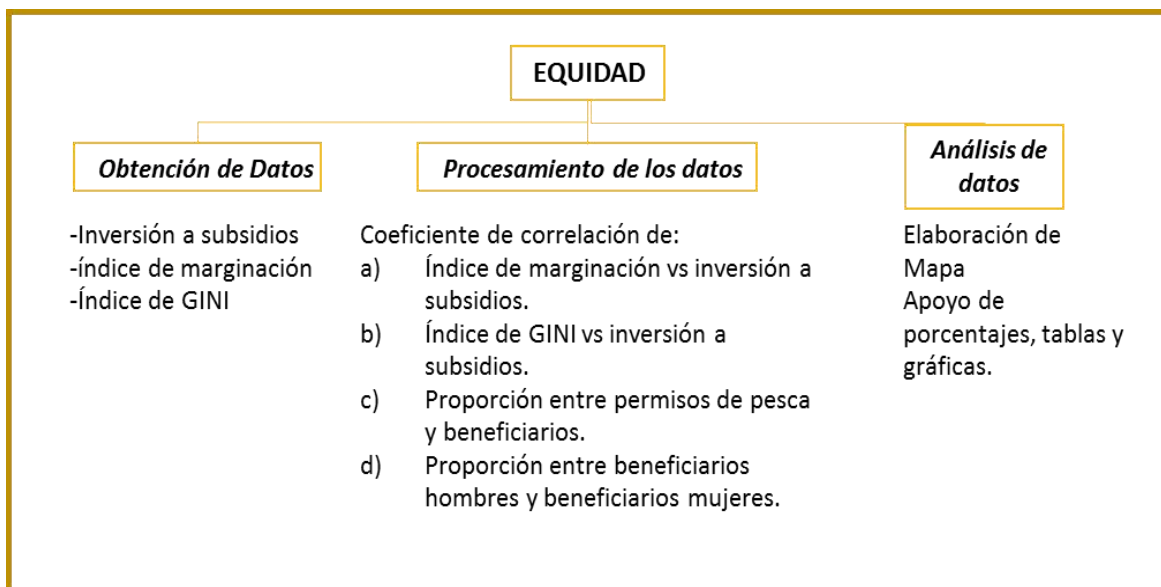 EQUIDAD
Obtención de Datos
-Inversión a subsidios
-índice de marginación
-Índice de GINI
Procesamiento de los datos
Coeficiente de correlación de:
a) Índice de marginación vs inversión a
subsidios.
b) Índice de GINI vs inversión a
subsidios.
c) Proporción entre permisos de pesca
y beneficiarios.
d) Proporción entre beneficiarios
hombres y beneficiarios mujeres.
Análisis de
datos
Elaboración de
Mapa
Apoyo de
porcentajes, tablas y
gráficas.